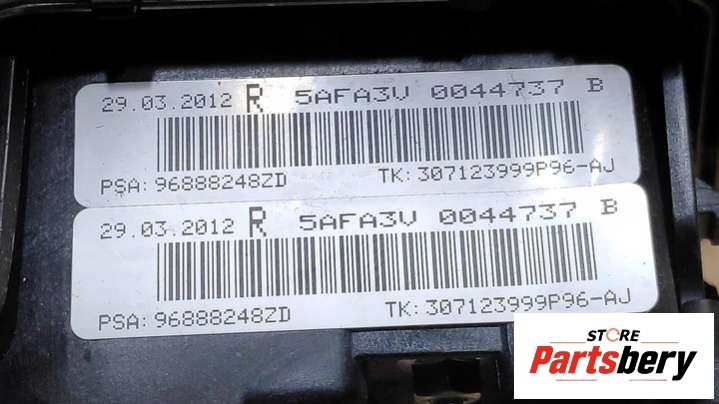 29.03.2012 R 5AFA3V 0044737 B
PSA: 96888248ZD TK: 307123999P96-AJ
29.03.2012 R 5AFA3V 0044737 B
PSA: 96888248ZD TK: 307123999P96-AJ
STORE
Partsbery